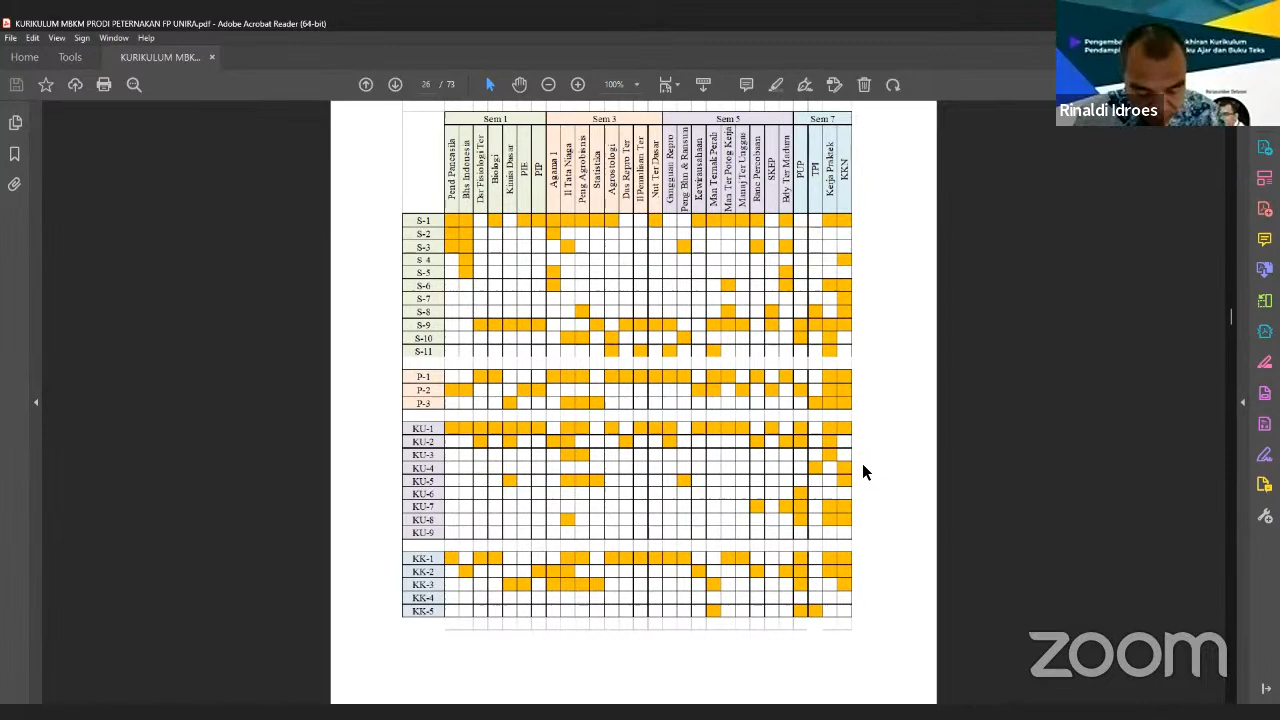 KURIKULUM MBKM PRODI PETERNAKAN FP UNIRA.pdf - Adobe Acrobat Reader (64-bit)
File Edit View Sign Window Help
Home Tools KURIKULUM MBK... ×
26 / 73 100%
Rinaldi Idroes
Sem 1 Sem 3 Sem 5 Sem 7
Pend Pancasila
Bhs Indonesia
Dsr Fisiologi Ter
Biologi
Kimia Dasar
PIE
PIP
Agama I
Il Tata Niaga
Peng Agrobisnis
Statistika
Agrostologi
Das Repro Ter
Il Pemuliaan Ter
Nut Ter Dasar
Gangguan Repro
Peng Bhn & Ransum
Kewirausahaan
Man Ternak Perah
Man Ter Potong Kerja
Manaj Ter Unggas
Ranc Percobaan
SKEP
Bdy Ter Madura
PUP
TPI
Kerja Praktek
KKN
S-1
S-2
S-3
S-4
S-5
S-6
S-7
S-8
S-9
S-10
S-11
P-1
P-2
P-3
KU-1
KU-2
KU-3
KU-4
KU-5
KU-6
KU-7
KU-8
KU-9
KK-1
KK-2
KK-3
KK-4
KK-5
zoom